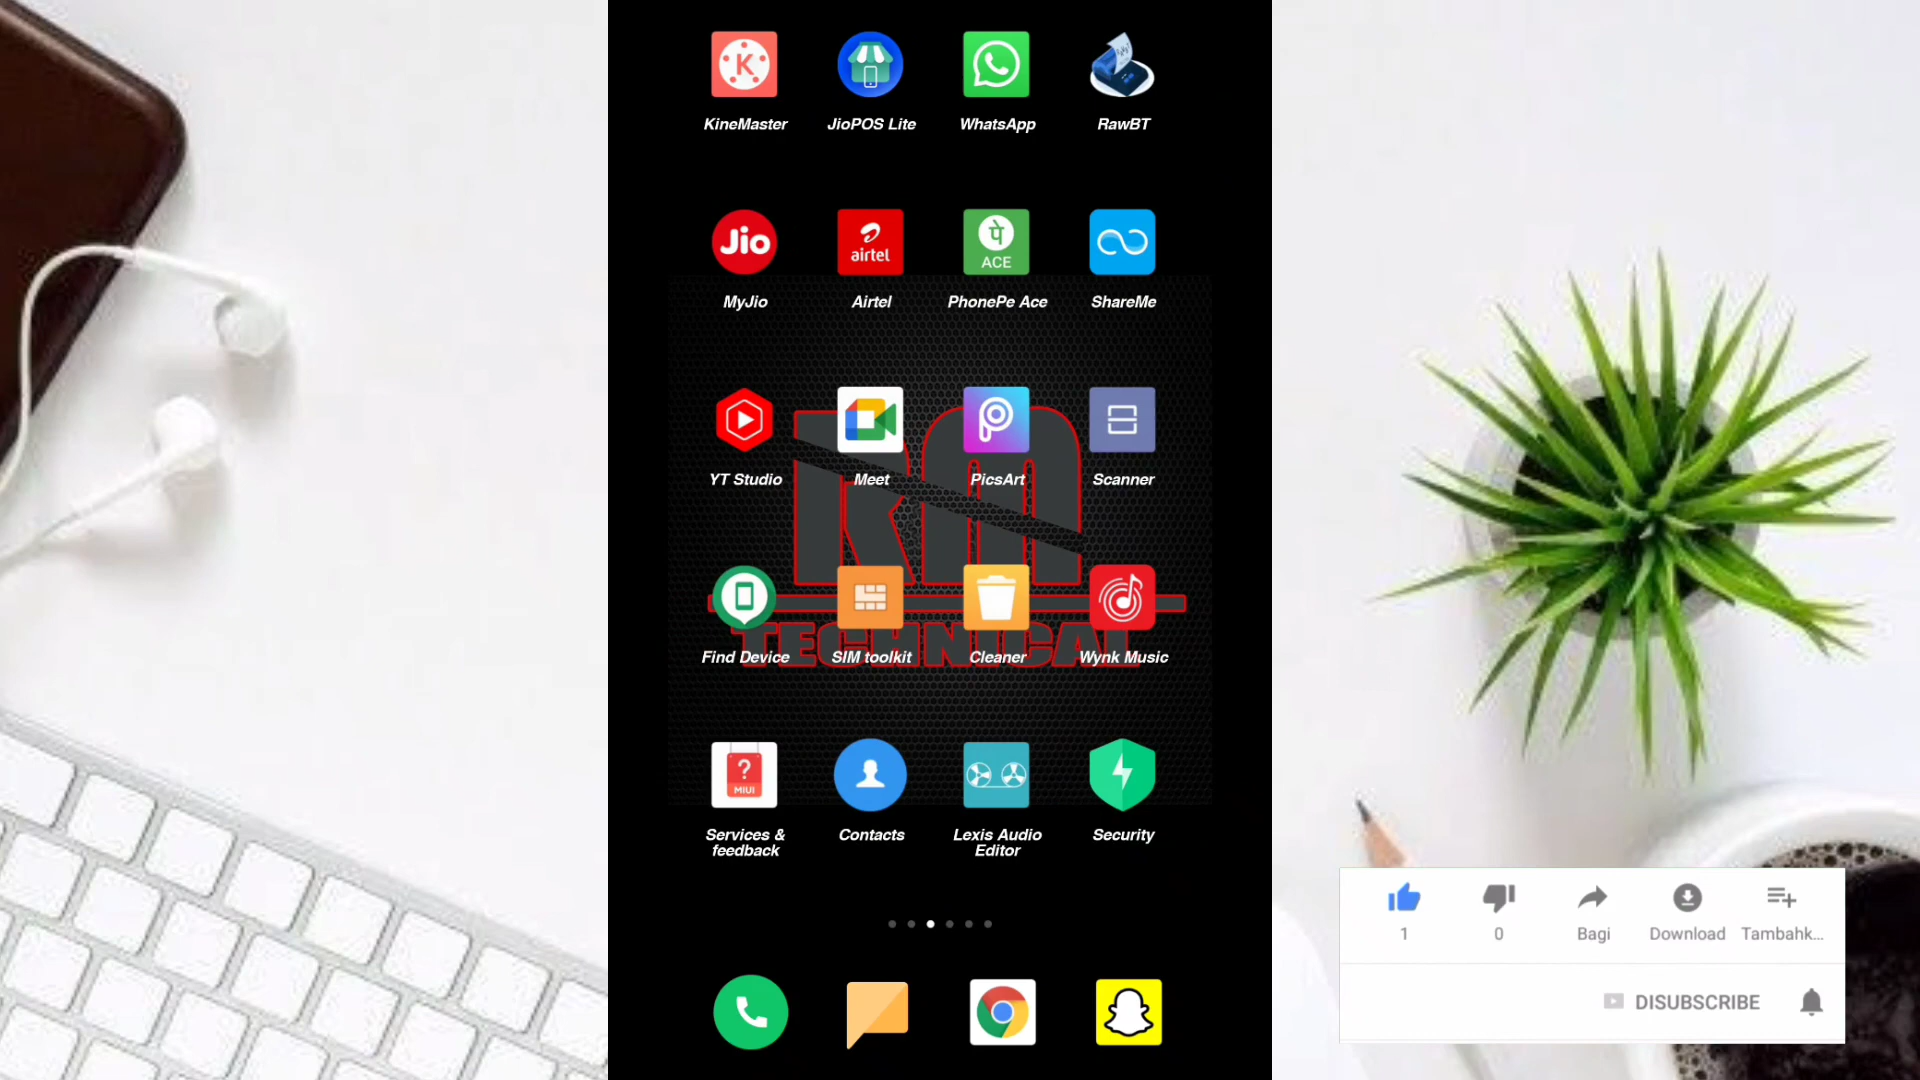 KineMaster
JioPOS Lite
WhatsApp
RawBT
Jio
airtel
पे
ACE
MyJio
Airtel
PhonePe Ace
ShareMe
YT Studio
Meet
PicsArt
Scanner
KA
TECHNICAL
Find Device
SIM toolkit
Cleaner
Wynk Music
?
MIUI
Services &
feedback
Contacts
Lexis Audio
Editor
Security
1
0
Bagi
Download
Tambahk...
DISUBSCRIBE